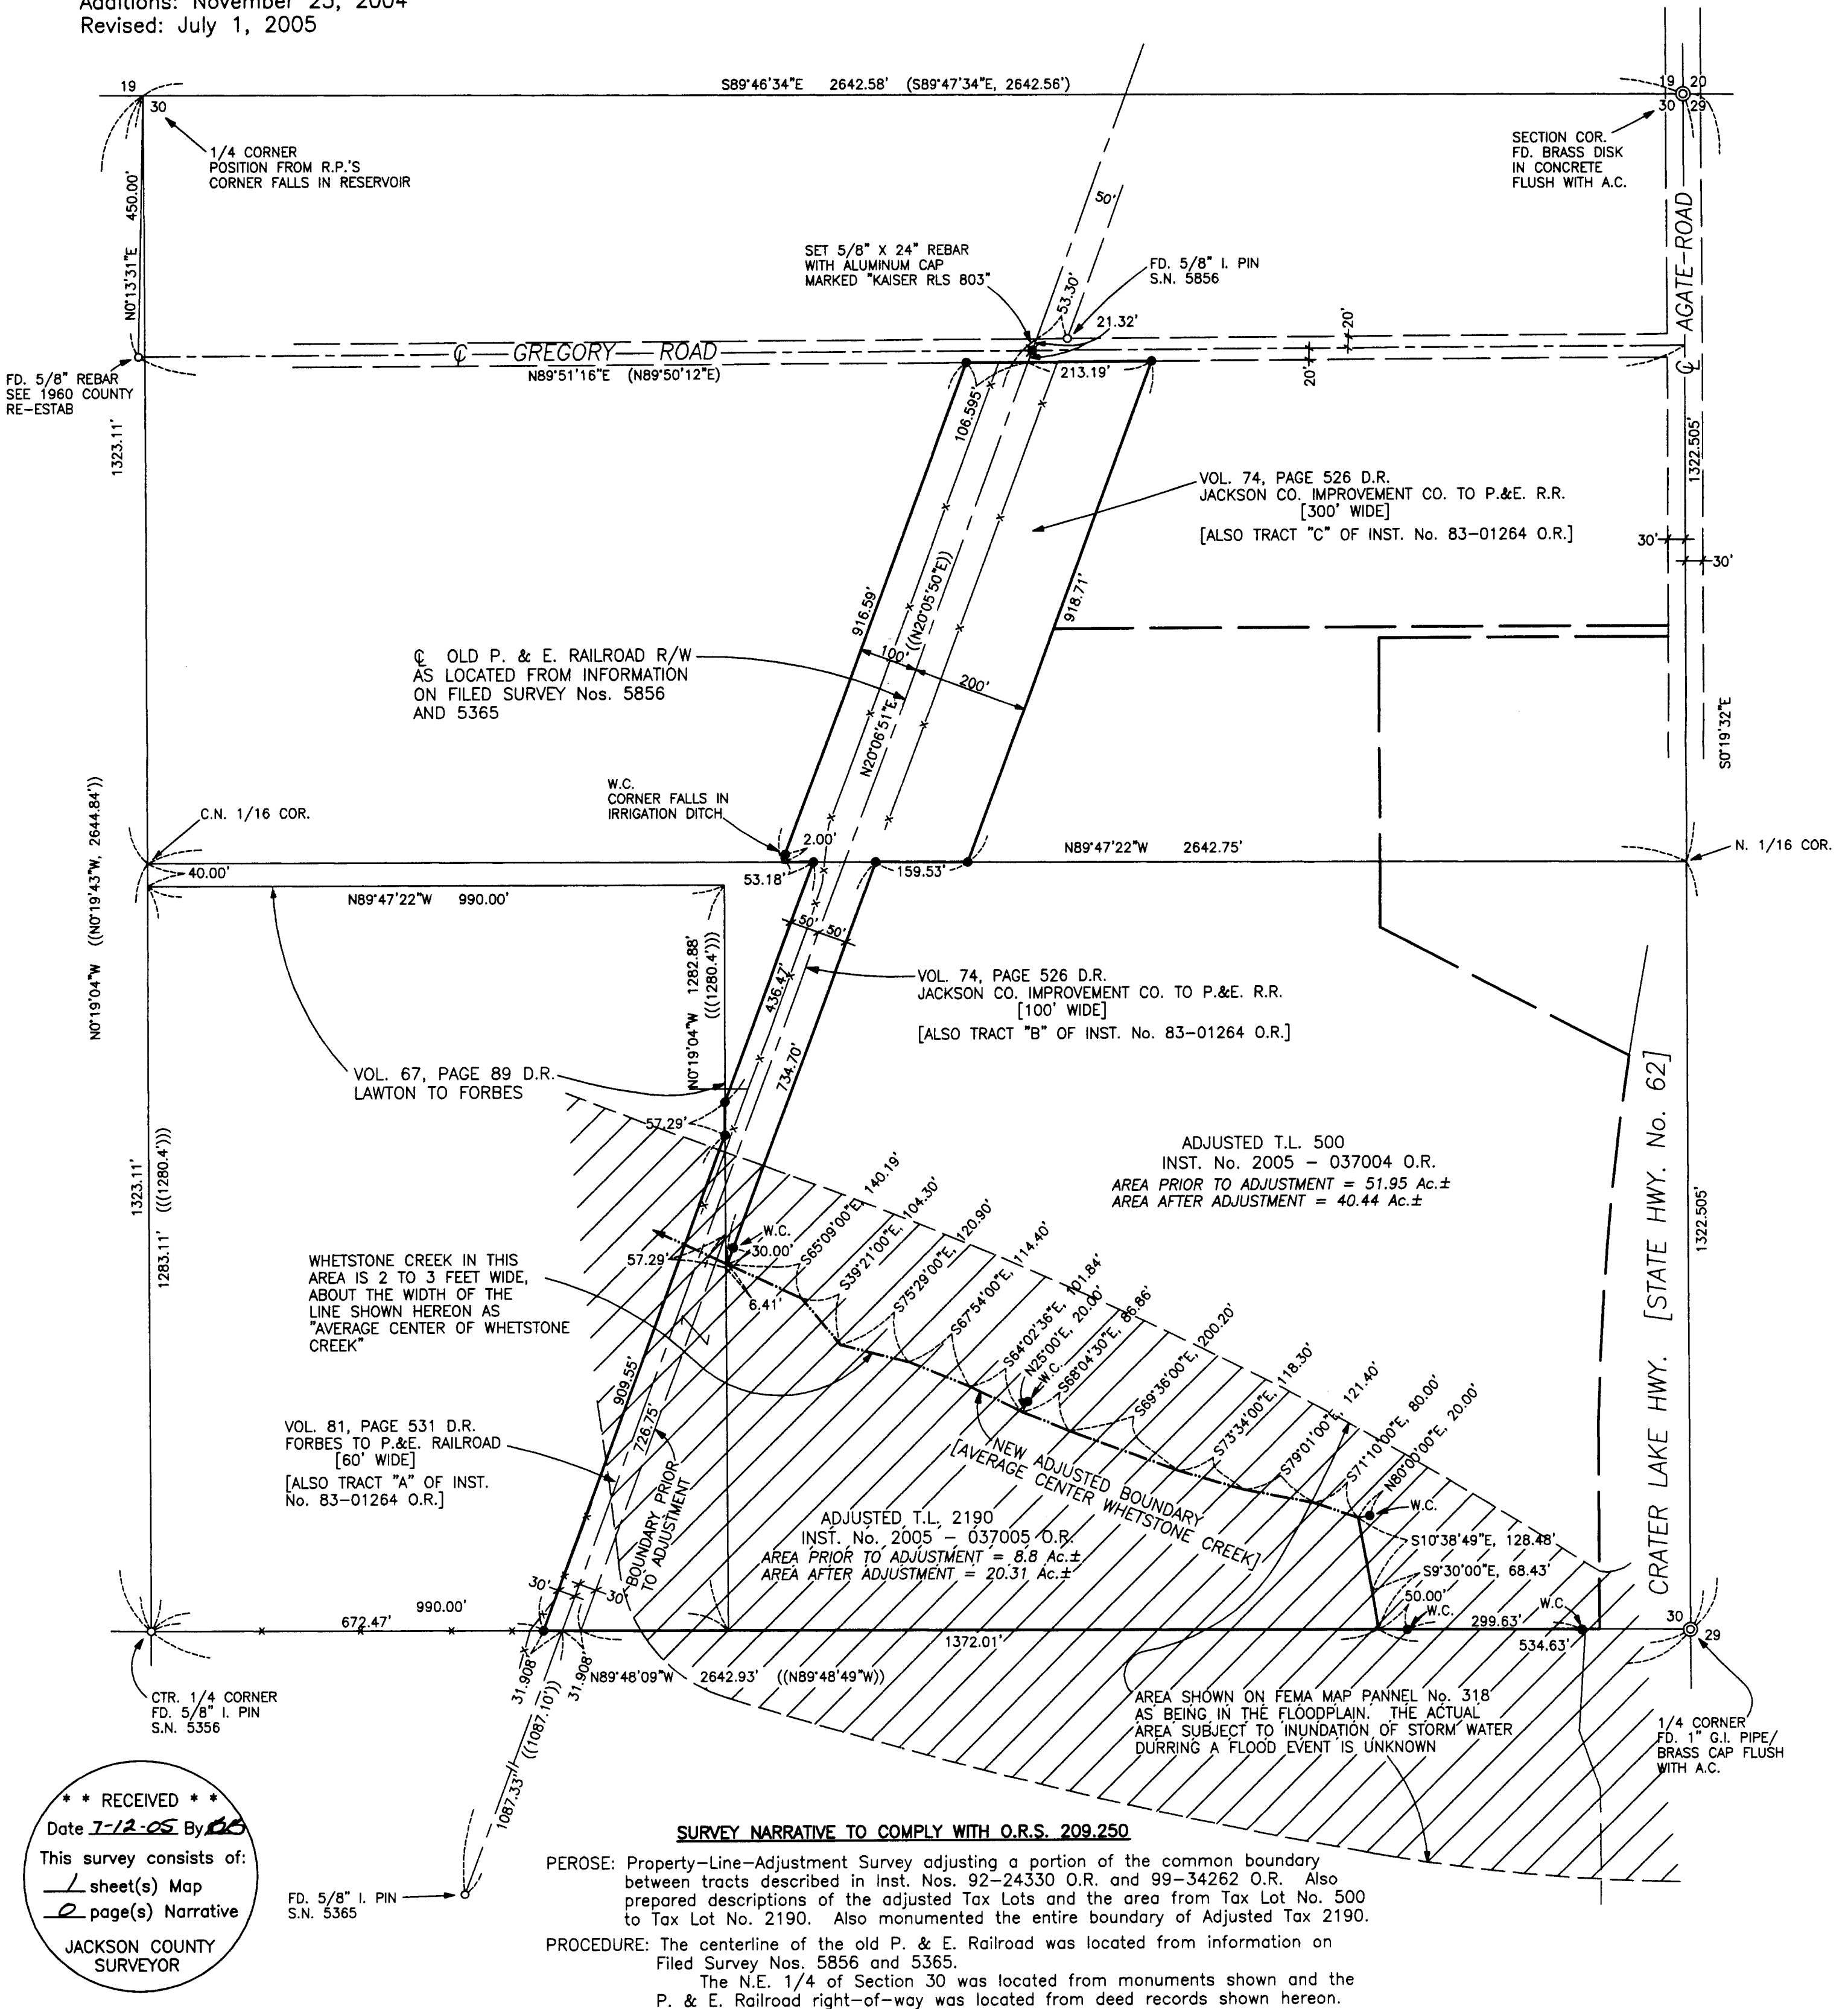 Additions: November 23, 2004
Revised: July 1, 2005
S89°46'34"E 2642.58' (S89°47'34"E, 2642.56')
19
30
19 20
30 29
1/4 CORNER
POSITION FROM R.P.'S
CORNER FALLS IN RESERVOIR
SECTION COR.
FD. BRASS DISK
IN CONCRETE
FLUSH WITH A.C.
N0°13'31"E 450.00'
50'
SET 5/8" X 24" REBAR
WITH ALUMINUM CAP
MARKED "KAISER RLS 803"
FD. 5/8" I. PIN
S.N. 5856
53.30'
21.32'
20'
20'
℄ AGATE-ROAD
℄ GREGORY ROAD
N89°51'16"E (N89°50'12"E)
FD. 5/8" REBAR
SEE 1960 COUNTY
RE-ESTAB
213.19'
106.595'
1323.11'
1322.505'
VOL. 74, PAGE 526 D.R.
JACKSON CO. IMPROVEMENT CO. TO P.&E. R.R.
[300' WIDE]
[ALSO TRACT "C" OF INST. No. 83-01264 O.R.]
30'
30'
916.59'
918.71'
((N20°05'50"E))
N20°06'51"E
100'
200'
℄ OLD P. & E. RAILROAD R/W
AS LOCATED FROM INFORMATION
ON FILED SURVEY Nos. 5856
AND 5365
S0°19'32"E
W.C.
CORNER FALLS IN
IRRIGATION DITCH
C.N. 1/16 COR.
2.00'
N89°47'22"W 2642.75'
N. 1/16 COR.
40.00'
53.18'
159.53'
N89°47'22"W 990.00'
N0°19'04"W ((N0°19'43"W, 2644.84'))
50'
50'
N0°19'04"W 1282.88'
(((1280.4')))
436.47'
734.70'
VOL. 74, PAGE 526 D.R.
JACKSON CO. IMPROVEMENT CO. TO P.&E. R.R.
[100' WIDE]
[ALSO TRACT "B" OF INST. No. 83-01264 O.R.]
VOL. 67, PAGE 89 D.R.
LAWTON TO FORBES
57.29'
ADJUSTED T.L. 500
INST. No. 2005 - 037004 O.R.
AREA PRIOR TO ADJUSTMENT = 51.95 Ac.±
AREA AFTER ADJUSTMENT = 40.44 Ac.±
CRATER LAKE HWY. [STATE HWY. No. 62]
1323.11'
1283.11' (((1280.4')))
1322.505'
W.C.
30.00'
57.29'
6.41'
S65°09'00"E, 140.19'
S39°21'00"E, 104.30'
S75°29'00"E, 120.90'
S67°54'00"E, 114.40'
S64°02'36"E, 101.84'
N25°00'E, 20.00'
W.C.
S68°04'30"E, 86.86'
S69°36'00"E, 200.20'
S73°34'00"E, 118.30'
S79°01'00"E, 121.40'
S71°10'00"E, 80.00'
N80°00'00"E, 20.00'
W.C.
WHETSTONE CREEK IN THIS
AREA IS 2 TO 3 FEET WIDE,
ABOUT THE WIDTH OF THE
LINE SHOWN HEREON AS
"AVERAGE CENTER OF WHETSTONE
CREEK"
909.55'
726.75'
BOUNDARY PRIOR
TO ADJUSTMENT
NEW ADJUSTED BOUNDARY
[AVERAGE CENTER WHETSTONE CREEK]
VOL. 81, PAGE 531 D.R.
FORBES TO P.&E. RAILROAD
[60' WIDE]
[ALSO TRACT "A" OF INST.
No. 83-01264 O.R.]
ADJUSTED T.L. 2190
INST. No. 2005 - 037005 O.R.
AREA PRIOR TO ADJUSTMENT = 8.8 Ac.±
AREA AFTER ADJUSTMENT = 20.31 Ac.±
S10°38'49"E, 128.48'
S9°30'00"E, 68.43'
50.00'
W.C.
W.C.
299.63'
534.63'
30
29
30'
30'
990.00'
672.47'
1372.01'
31.908'
31.908'
N89°48'09"W 2642.93' ((N89°48'49"W))
1087.33' ((1087.10'))
CTR. 1/4 CORNER
FD. 5/8" I. PIN
S.N. 5356
AREA SHOWN ON FEMA MAP PANNEL No. 318
AS BEING IN THE FLOODPLAIN. THE ACTUAL
AREA SUBJECT TO INUNDATION OF STORM WATER
DURRING A FLOOD EVENT IS UNKNOWN
1/4 CORNER
FD. 1" G.I. PIPE/
BRASS CAP FLUSH
WITH A.C.
FD. 5/8" I. PIN
S.N. 5365
* * RECEIVED * *
Date 7-12-05 By
This survey consists of:
1 sheet(s) Map
0 page(s) Narrative
JACKSON COUNTY
SURVEYOR
SURVEY NARRATIVE TO COMPLY WITH O.R.S. 209.250
PEROSE: Property-Line-Adjustment Survey adjusting a portion of the common boundary
between tracts described in Inst. Nos. 92-24330 O.R. and 99-34262 O.R. Also
prepared descriptions of the adjusted Tax Lots and the area from Tax Lot No. 500
to Tax Lot No. 2190. Also monumented the entire boundary of Adjusted Tax 2190.
PROCEDURE: The centerline of the old P. & E. Railroad was located from information on
Filed Survey Nos. 5856 and 5365.
The N.E. 1/4 of Section 30 was located from monuments shown and the
P. & E. Railroad right-of-way was located from deed records shown hereon.